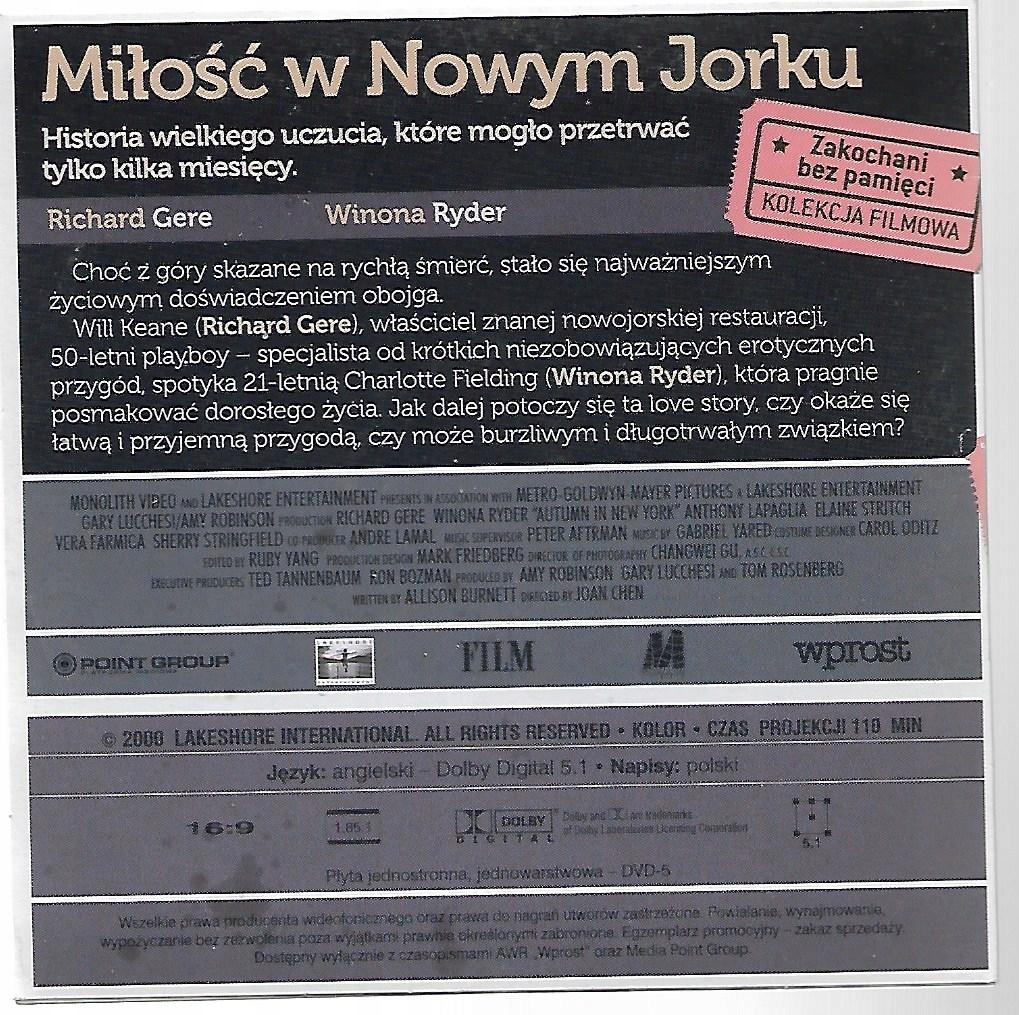 Miłość w Nowym Jorku
Historia wielkiego uczucia, które mogło przetrwać
tylko kilka miesięcy.
Zakochani
bez pamięci
KOLEKCJA FILMOWA
Richard Gere Winona Ryder
Choć z góry skazane na rychłą śmierć, stało się najważniejszym
życiowym doświadczeniem obojga.
Will Keane (Richard Gere), właściciel znanej nowojorskiej restauracji,
50-letni playboy – specjalista od krótkich niezobowiązujących erotycznych
przygód, spotyka 21-letnią Charlotte Fielding (Winona Ryder), która pragnie
posmakować dorosłego życia. Jak dalej potoczy się ta love story, czy okaże się
łatwą i przyjemną przygodą, czy może burzliwym i długotrwałym związkiem?
MONOLITH VIDEO AND LAKESHORE ENTERTAINMENT PRESENTS IN ASSOCIATION WITH METRO-GOLDWYN-MAYER PICTURES A LAKESHORE ENTERTAINMENT
GARY LUCCHESI/AMY ROBINSON PRODUCTION RICHARD GERE WINONA RYDER "AUTUMN IN NEW YORK" ANTHONY LAPAGLIA ELAINE STRITCH
VERA FARMICA SHERRY STRINGFIELD CO PRODUCER ANDRE LAMAL MUSIC SUPERVISOR PETER AFTRMAN MUSIC BY GABRIEL YARED COSTUME DESIGNER CAROL ODITZ
EDITED BY RUBY YANG PRODUCTION DESIGN MARK FRIEDBERG DIRECTOR OF PHOTOGRAPHY CHANGWEI GU, A.S.C. C.S.C.
EXECUTIVE PRODUCERS TED TANNENBAUM RON BOZMAN PRODUCED BY AMY ROBINSON GARY LUCCHESI AND TOM ROSENBERG
WRITTEN BY ALLISON BURNETT DIRECTED BY JOAN CHEN
POINT GROUP LAKESHORE ENTERTAINMENT FILM wprost
© 2000 LAKESHORE INTERNATIONAL. ALL RIGHTS RESERVED • KOLOR • CZAS PROJEKCJI 110 MIN
Język: angielski – Dolby Digital 5.1 • Napisy: polski
16:9 1.85:1 DOLBY DIGITAL Dolby and are trademarks
of Dolby Laboratories Licensing Corporation
5.1
Płyta jednostronna, jednowarstwowa – DVD-5
Wszelkie prawa producenta wideofonicznego oraz prawa do nagrań utworów zastrzeżone. Powielanie, wynajmowanie,
wypożyczanie bez zezwolenia poza wyjątkami prawnie określonymi zabronione. Egzemplarz promocyjny – zakaz sprzedaży.
Dostępny wyłącznie z czasopismami AWR „Wprost" oraz Media Point Group.